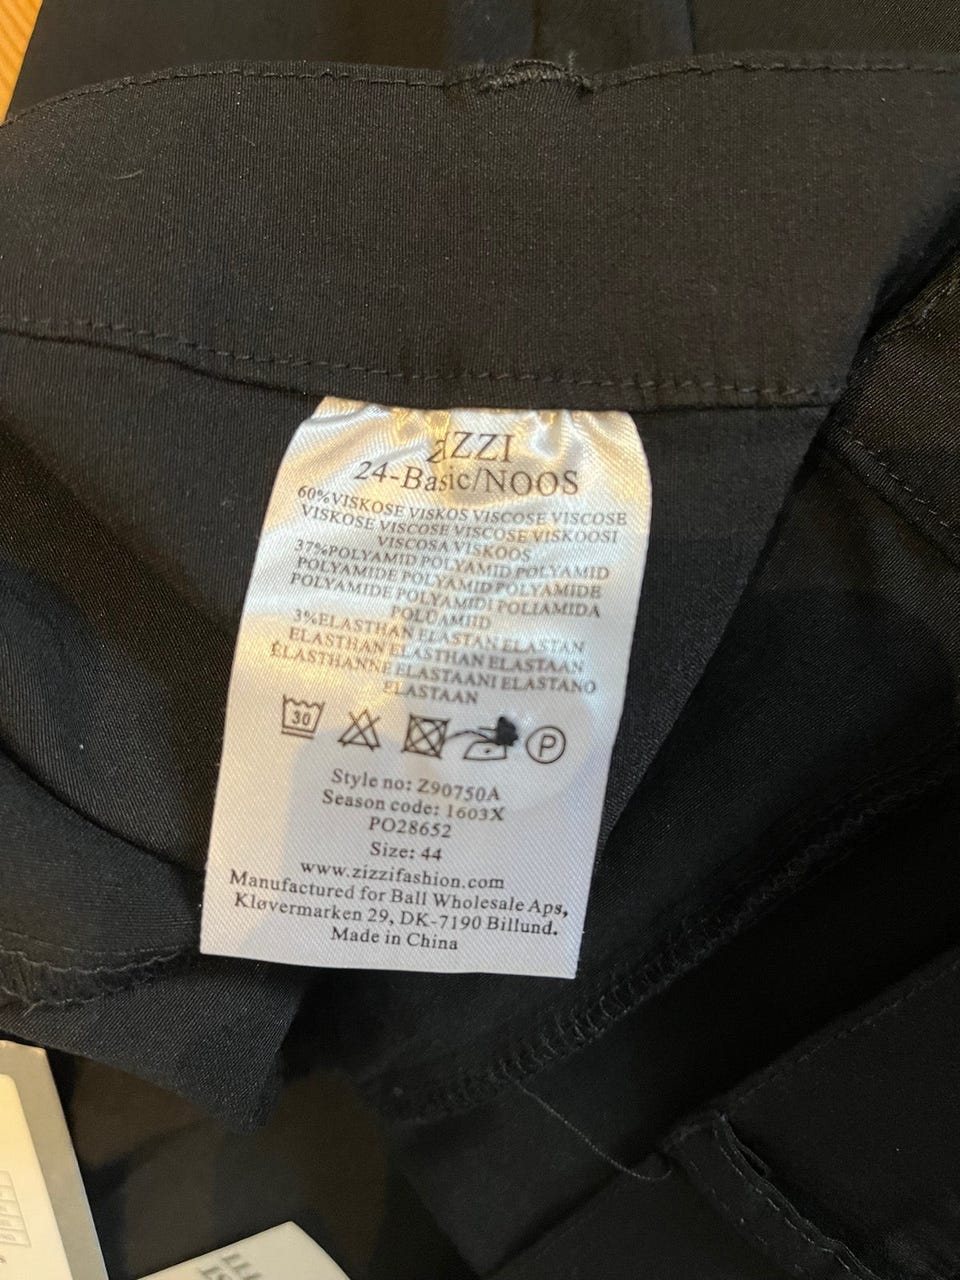 ZIZZI
24-Basic/NOOS
60%VISKOSE VISKOS VISCOSE VISCOSE
VISKOSE VISCOSE VISCOSE VISKOOSI
VISCOSA VISKOOS
37%POLYAMID POLYAMID POLYAMID
POLYAMIDE POLYAMID POLYAMIDE
POLYAMIDE POLYAMIDI POLIAMIDA
POLÜAMIID
3%ELASTHAN ELASTAN ELASTAN
ELASTHAN ELASTHAN ELASTAAN
ÉLASTHANNE ELASTAANI ELASTANO
ELASTAAN
30 P
Style no: Z90750A
Season code: 1603X
PO28652
Size: 44
www.zizzifashion.com
Manufactured for Ball Wholesale Aps,
Kløvermarken 29, DK-7190 Billund.
Made in China